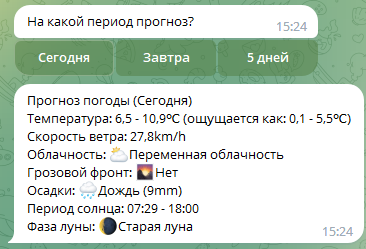 На какой период прогноз?
15:24
Сегодня
Завтра
5 дней
Прогноз погоды (Сегодня)
Температура: 6,5 - 10,9ºC (ощущается как: 0,1 - 5,5ºC)
Скорость ветра: 27,8km/h
Облачность: 🌥Переменная облачность
Грозовой фронт: 🌄Нет
Осадки: 🌧Дождь (9mm)
Период солнца: 07:29 - 18:00
Фаза луны: 🌘Старая луна
15:24